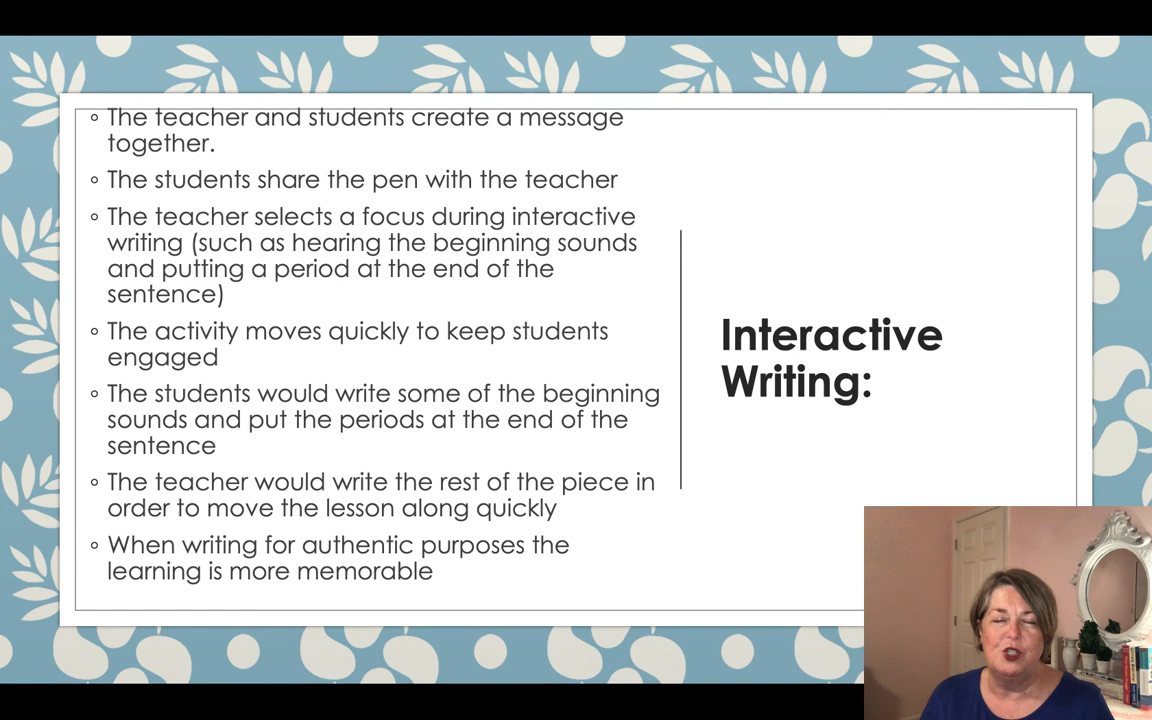 ◦ The teacher and students create a message
together.
◦ The students share the pen with the teacher
◦ The teacher selects a focus during interactive
writing (such as hearing the beginning sounds
and putting a period at the end of the
sentence)
◦ The activity moves quickly to keep students
engaged
◦ The students would write some of the beginning
sounds and put the periods at the end of the
sentence
◦ The teacher would write the rest of the piece in
order to move the lesson along quickly
◦ When writing for authentic purposes the
learning is more memorable
Interactive
Writing: